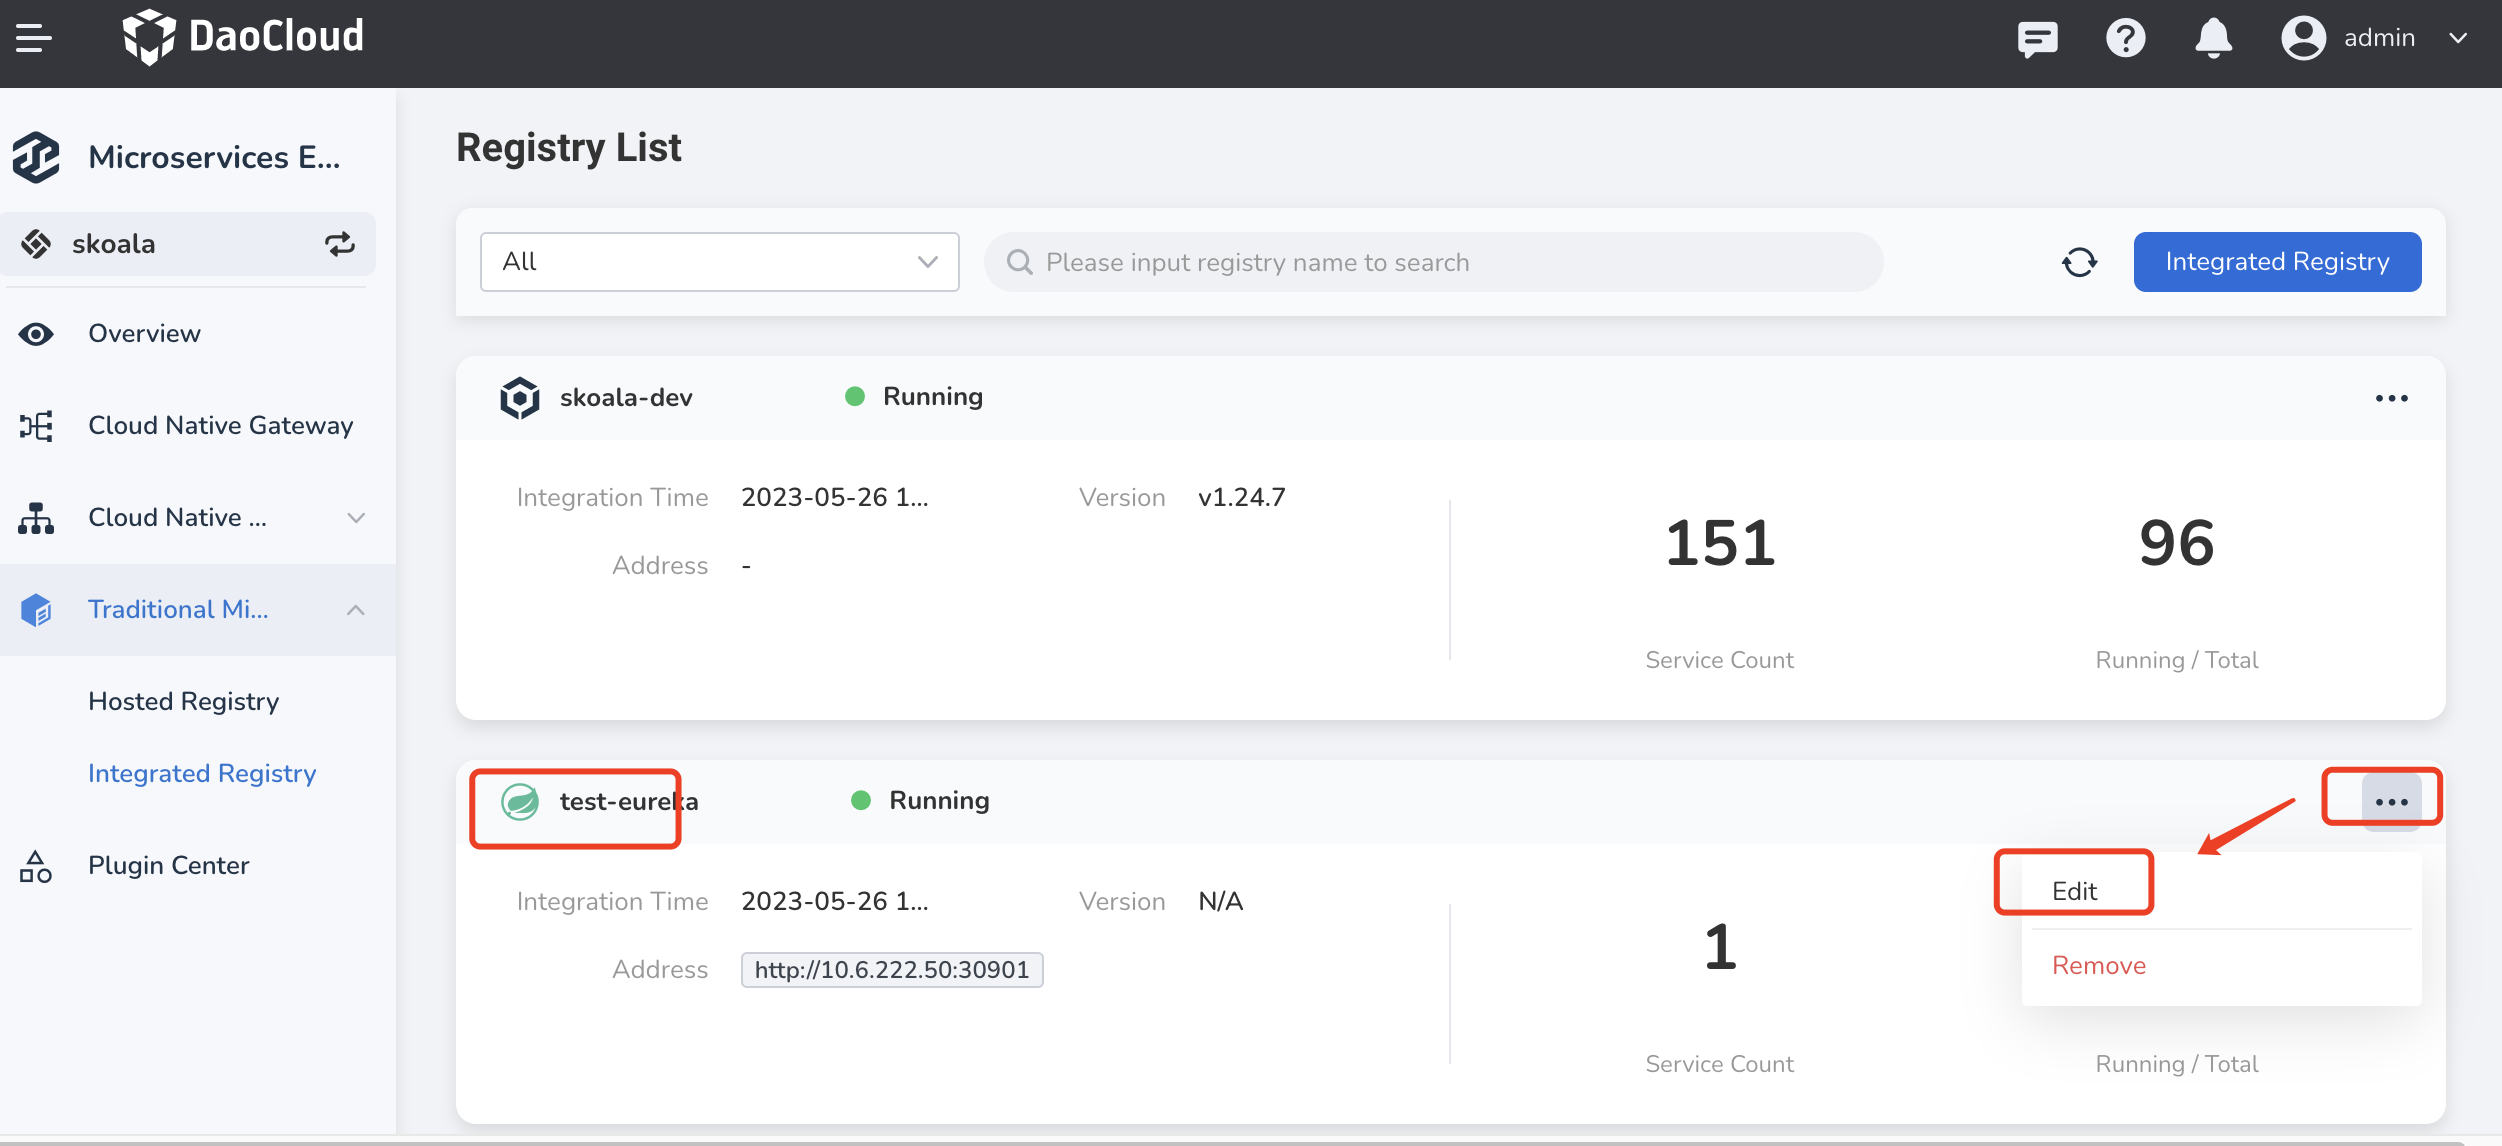 DaoCloud
admin
Microservices E...
skoala
Overview
Cloud Native Gateway
Cloud Native ...
Traditional Mi...
Hosted Registry
Integrated Registry
Plugin Center
Registry List
All
Please input registry name to search
Integrated Registry
skoala-dev
Running
Integration Time 2023-05-26 1...
Version v1.24.7
Address -
151
Service Count
96
Running / Total
test-eureka
Running
Integration Time 2023-05-26 1...
Version N/A
Address http://10.6.222.50:30901
1
Service Count
Running / Total
Edit
Remove